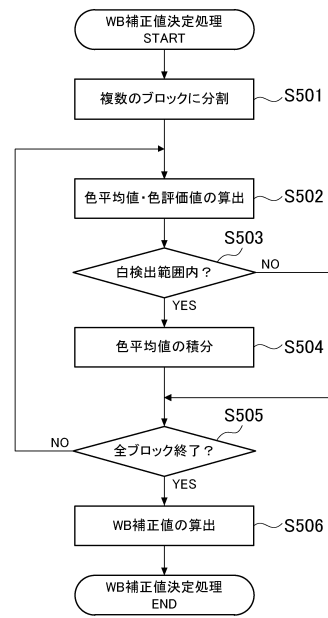 WB補正値決定処理
START
複数のブロックに分割
S501
色平均値・色評価値の算出
S502
S503
白検出範囲内？
NO
YES
色平均値の積分
S504
S505
全ブロック終了？
NO
YES
WB補正値の算出
S506
WB補正値決定処理
END